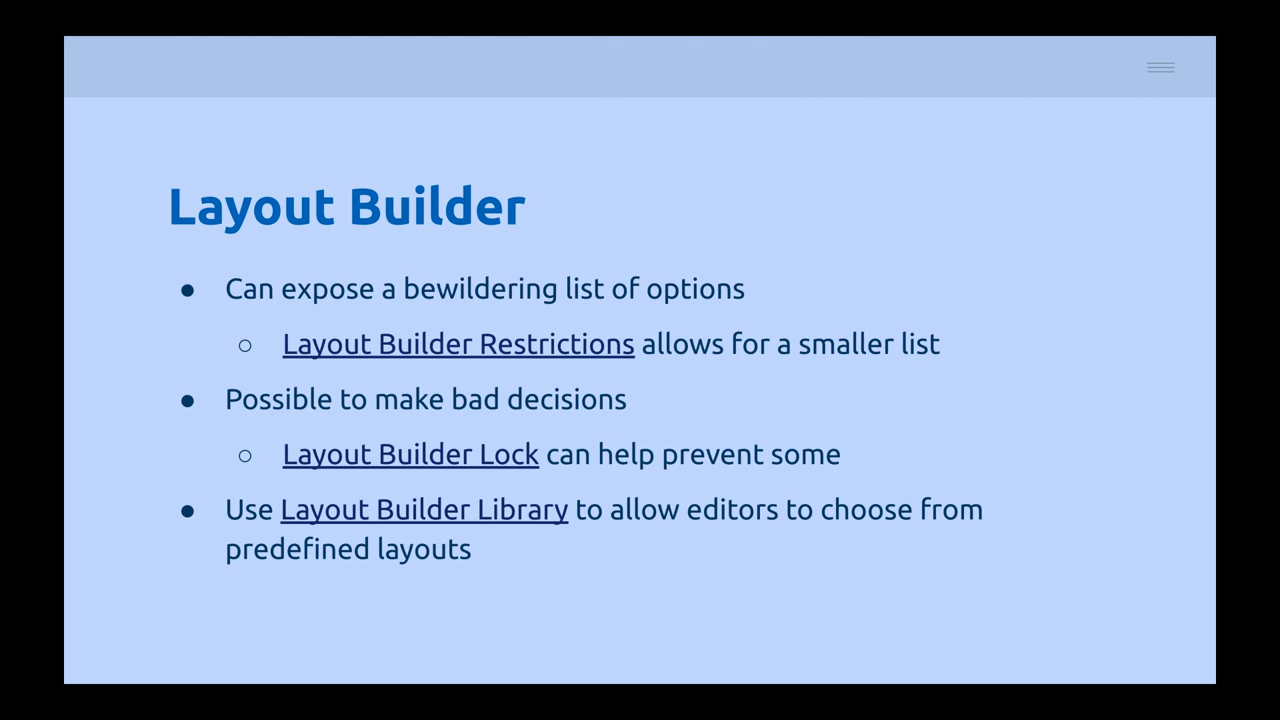 Layout Builder
● Can expose a bewildering list of options
○ Layout Builder Restrictions allows for a smaller list
● Possible to make bad decisions
○ Layout Builder Lock can help prevent some
● Use Layout Builder Library to allow editors to choose from
predefined layouts